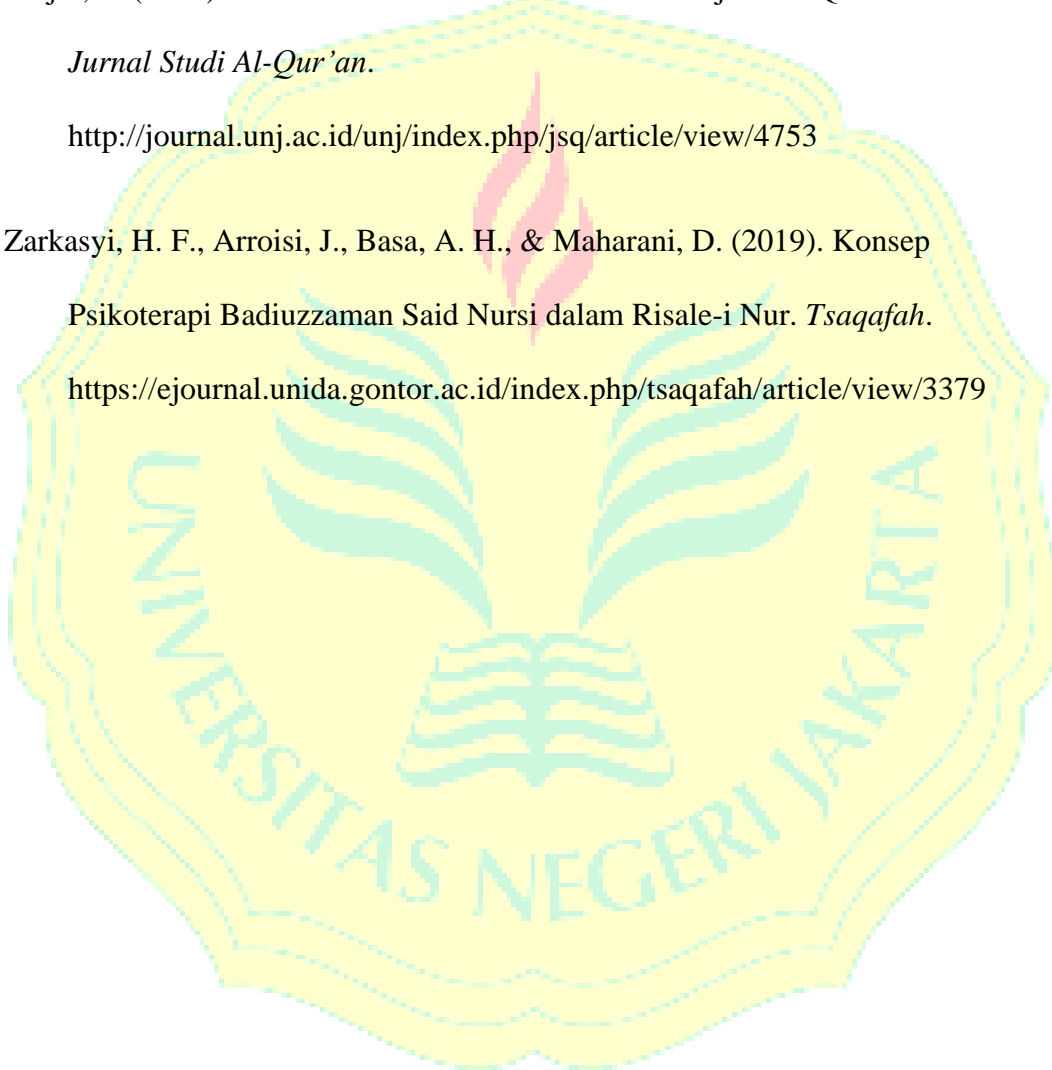 Jurnal Studi Al-Qur’an.
http://journal.unj.ac.id/unj/index.php/jsq/article/view/4753
Zarkasyi, H. F., Arroisi, J., Basa, A. H., & Maharani, D. (2019). Konsep
Psikoterapi Badiuzzaman Said Nursi dalam Risale-i Nur. Tsaqafah.
https://ejournal.unida.gontor.ac.id/index.php/tsaqafah/article/view/3379
UNIVERSITAS NEGERI JAKARTA